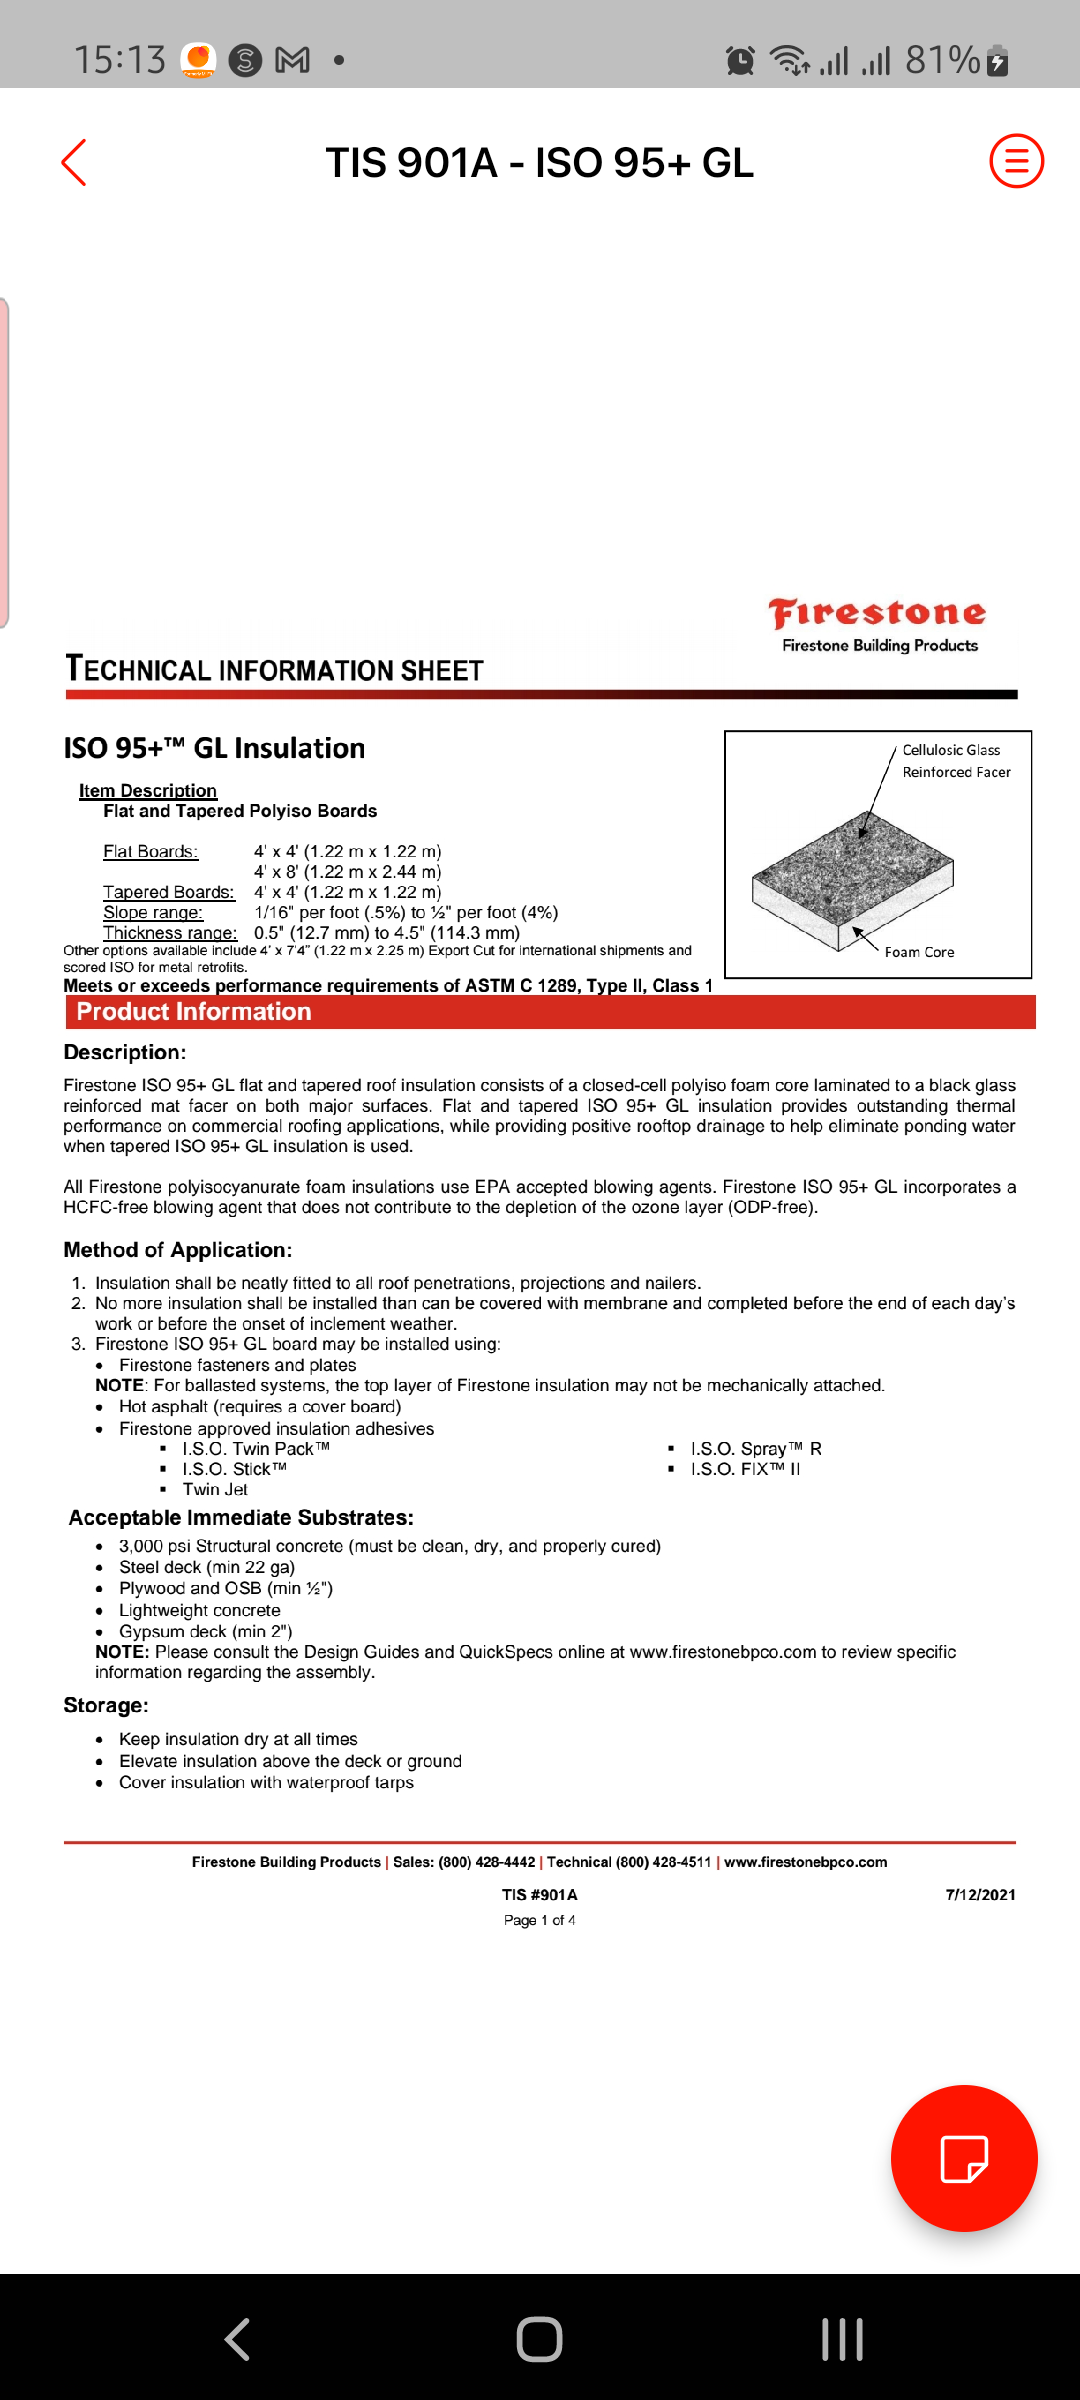 15:13
81%
TIS 901A - ISO 95+ GL
Firestone
Firestone Building Products
TECHNICAL INFORMATION SHEET
ISO 95+™ GL Insulation
Cellulosic Glass
Reinforced Facer
Foam Core
Item Description
Flat and Tapered Polyiso Boards
Flat Boards: 4' x 4' (1.22 m x 1.22 m)
4' x 8' (1.22 m x 2.44 m)
Tapered Boards: 4' x 4' (1.22 m x 1.22 m)
Slope range: 1/16" per foot (.5%) to ½" per foot (4%)
Thickness range: 0.5" (12.7 mm) to 4.5" (114.3 mm)
Other options available include 4' x 7'4" (1.22 m x 2.25 m) Export Cut for international shipments and
scored ISO for metal retrofits.
Meets or exceeds performance requirements of ASTM C 1289, Type II, Class 1
Product Information
Description:
Firestone ISO 95+ GL flat and tapered roof insulation consists of a closed-cell polyiso foam core laminated to a black glass
reinforced mat facer on both major surfaces. Flat and tapered ISO 95+ GL insulation provides outstanding thermal
performance on commercial roofing applications, while providing positive rooftop drainage to help eliminate ponding water
when tapered ISO 95+ GL insulation is used.
All Firestone polyisocyanurate foam insulations use EPA accepted blowing agents. Firestone ISO 95+ GL incorporates a
HCFC-free blowing agent that does not contribute to the depletion of the ozone layer (ODP-free).
Method of Application:
1. Insulation shall be neatly fitted to all roof penetrations, projections and nailers.
2. No more insulation shall be installed than can be covered with membrane and completed before the end of each day's
work or before the onset of inclement weather.
3. Firestone ISO 95+ GL board may be installed using:
• Firestone fasteners and plates
NOTE: For ballasted systems, the top layer of Firestone insulation may not be mechanically attached.
• Hot asphalt (requires a cover board)
• Firestone approved insulation adhesives
▪ I.S.O. Twin Pack™ ▪ I.S.O. Spray™ R
▪ I.S.O. Stick™ ▪ I.S.O. FIX™ II
▪ Twin Jet
Acceptable Immediate Substrates:
• 3,000 psi Structural concrete (must be clean, dry, and properly cured)
• Steel deck (min 22 ga)
• Plywood and OSB (min ½")
• Lightweight concrete
• Gypsum deck (min 2")
NOTE: Please consult the Design Guides and QuickSpecs online at www.firestonebpco.com to review specific
information regarding the assembly.
Storage:
• Keep insulation dry at all times
• Elevate insulation above the deck or ground
• Cover insulation with waterproof tarps
Firestone Building Products | Sales: (800) 428-4442 | Technical (800) 428-4511 | www.firestonebpco.com
TIS #901A 7/12/2021
Page 1 of 4